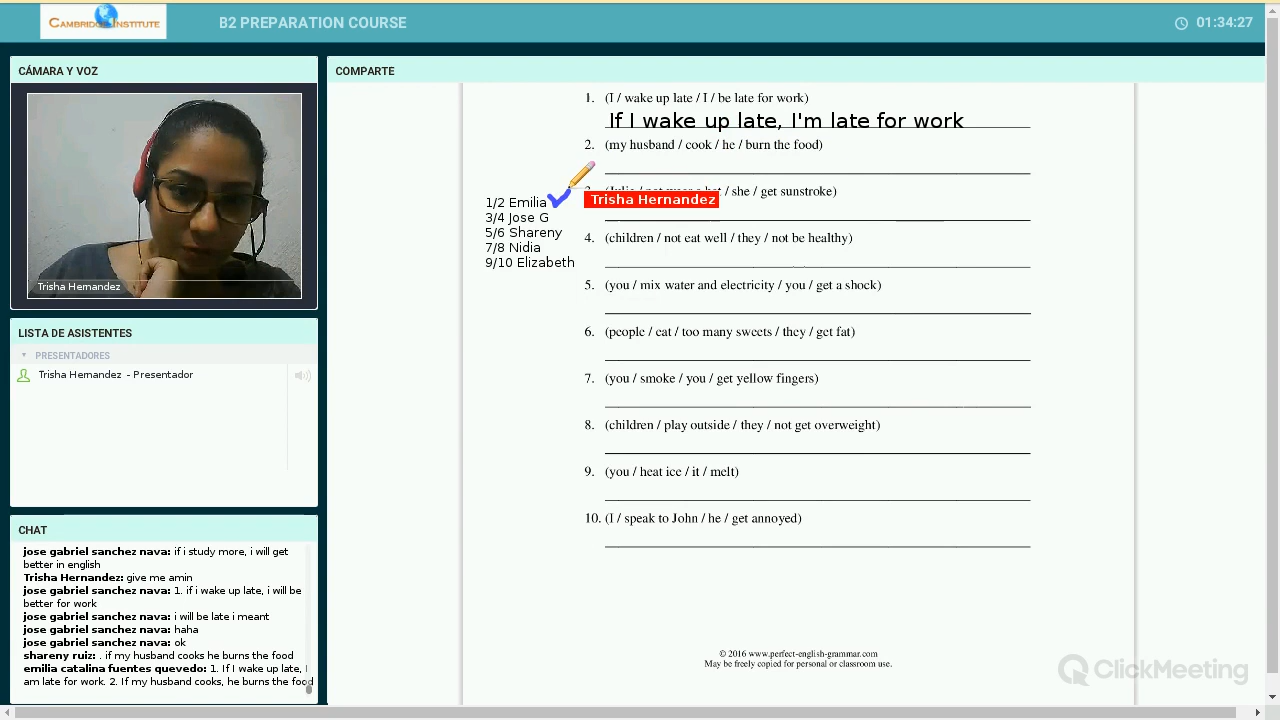 CAMBRIDGE INSTITUTE
B2 PREPARATION COURSE
01:34:27
CÁMARA Y VOZ
Trisha Hernandez
LISTA DE ASISTENTES
PRESENTADORES
Trisha Hernandez - Presentador
CHAT
jose gabriel sanchez nava: if i study more, i will get
better in english
Trisha Hernandez: give me amin
jose gabriel sanchez nava: 1. if i wake up late, i will be
better for work
jose gabriel sanchez nava: i will be late i meant
jose gabriel sanchez nava: haha
jose gabriel sanchez nava: ok
shareny ruiz: . if my husband cooks he burns the food
emilia catalina fuentes quevedo: 1. If I wake up late, I
am late for work. 2. If my husband cooks, he burns the food
COMPARTE
1. (I / wake up late / I / be late for work)
If I wake up late, I'm late for work
2. (my husband / cook / he / burn the food)
3. (Julie / not wear a hat / she / get sunstroke)
Trisha Hernandez
1/2 Emilia
3/4 Jose G
5/6 Shareny
7/8 Nidia
9/10 Elizabeth
4. (children / not eat well / they / not be healthy)
5. (you / mix water and electricity / you / get a shock)
6. (people / eat / too many sweets / they / get fat)
7. (you / smoke / you / get yellow fingers)
8. (children / play outside / they / not get overweight)
9. (you / heat ice / it / melt)
10. (I / speak to John / he / get annoyed)
© 2016 www.perfect-english-grammar.com
May be freely copied for personal or classroom use.
ClickMeeting